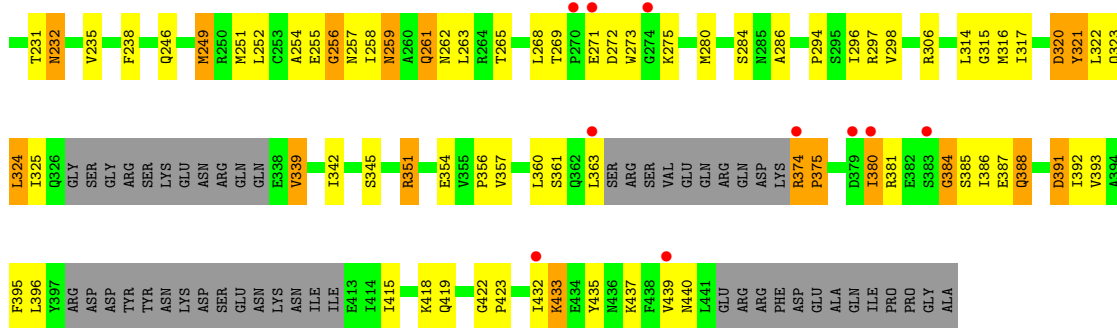 T231 N232 V235 F238 Q246 M249 R250 M251 L252 C253 A254 E255 G256 N257 I258 N259 A260 Q261 N262 L263 R264 T265 L268 T269 P270 E271 D272 W273 G274 K275 M280 S284 N285 A286 P294 S295 I296 R297 V298 R306 L314 G315 M316 I317 D320 Y321 L322 Q323
L324 I325 Q326 GLY SER GLY ARG SER LYS GLU ASN ARG GLN GLN E338 V339 I342 S345 R351 E354 V355 P356 V357 L360 S361 Q362 L363 SER ARG SER VAL GLU GLN ARG GLN ASP LYS R374 P375 D379 I380 R381 E382 S383 G384 S385 I386 E387 Q388 D391 I392 V393 A394
F395 L396 Y397 ARG ASP ASP TYR TYR ASN LYS ASP SER GLU ASN LYS ASN ILE ILE E413 I414 I415 K418 Q419 G422 P423 I432 K433 E434 Y435 N436 K437 F438 V439 N440 L441 GLU ARG ARG PHE ASP GLU ALA GLN ILE PRO PRO GLY ALA